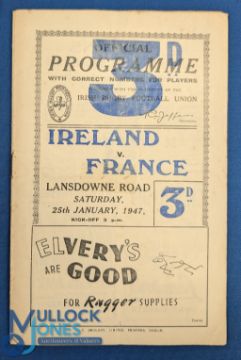 OFFICIAL
PROGRAMME
WITH CORRECT NUMBERS FOR PLAYERS
IRISH RUGBY FOOTBALL UNION
IRELAND
v.
FRANCE
LANSDOWNE ROAD
SATURDAY,
25th JANUARY, 1947,
KICK-OFF 3 p.m.
3D.
ELVERY'S
ARE GOOD
FOR Rugger SUPPLIES
MULLOCK
JONES